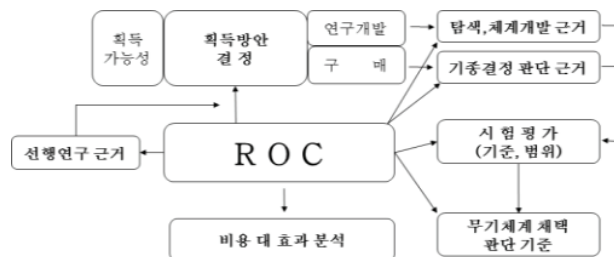 획득
가능성
획득방안
결 정
연구개발
구 매
탐색,체계개발 근거
기종결정 판단 근거
선행연구 근거
R O C
시 험 평 가
(기준, 범위)
비용 대 효과 분석
무기체계 채택
판단 기준